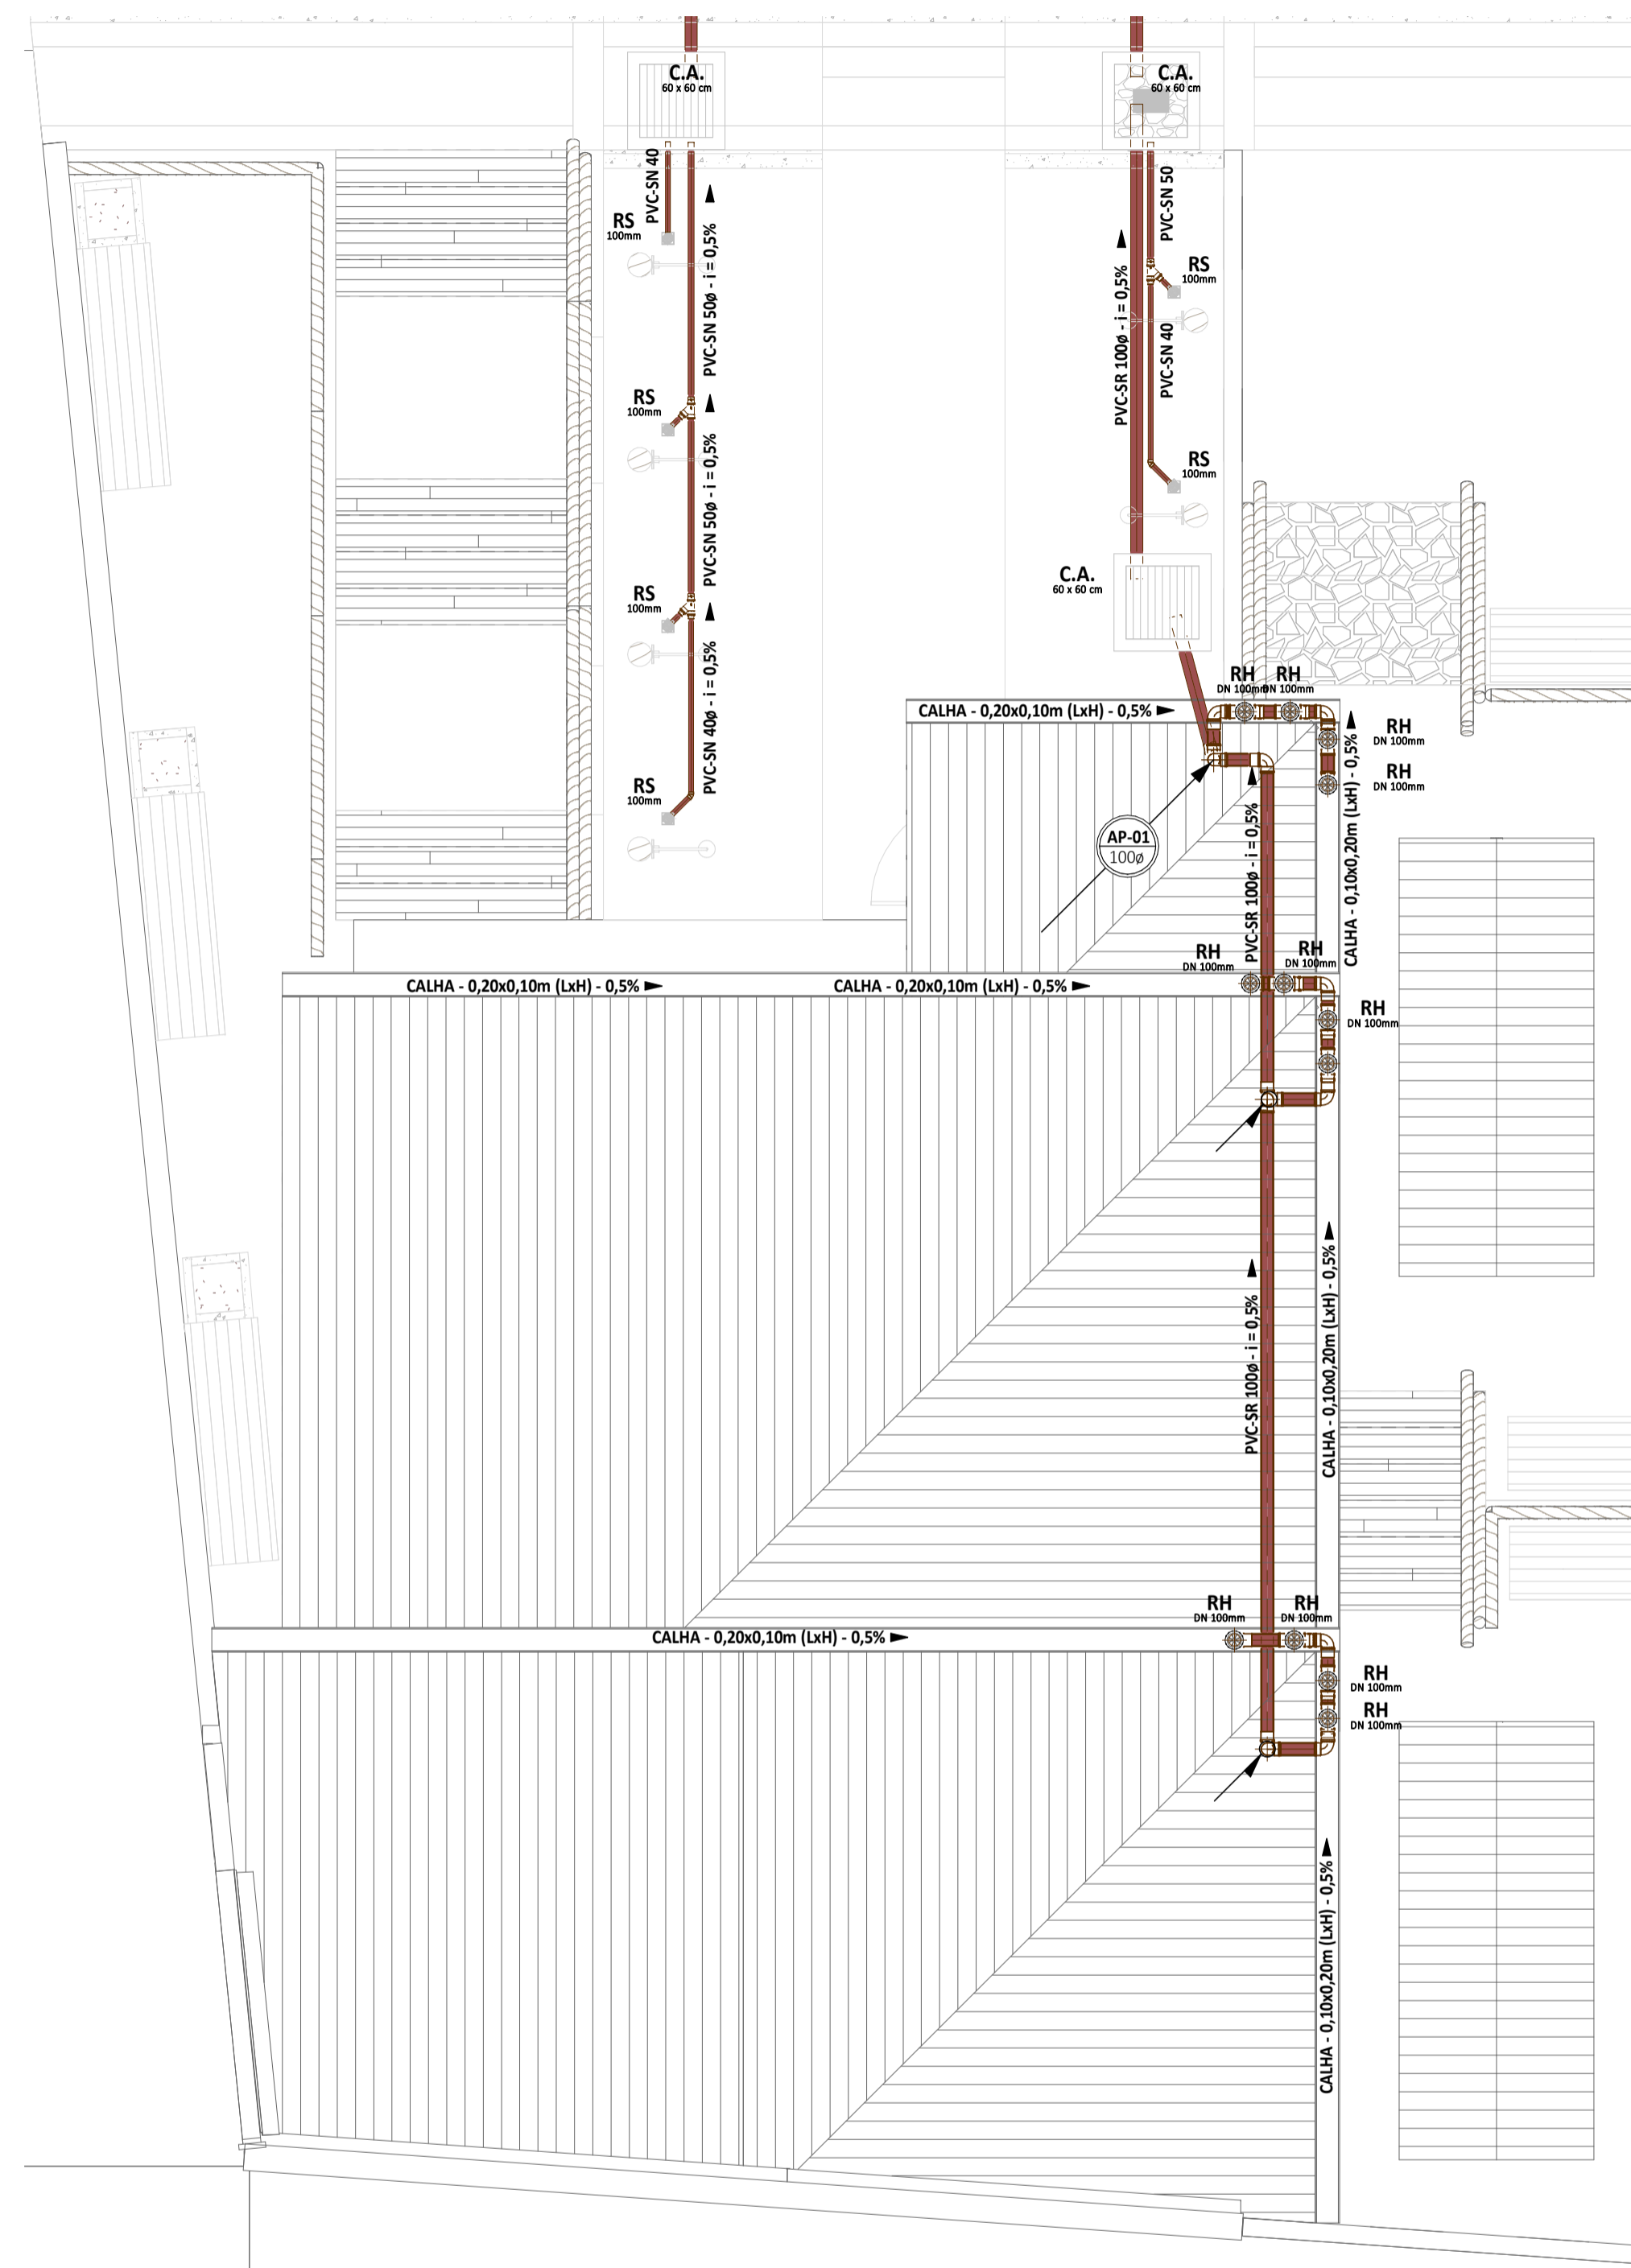 C.A.
60 x 60 cm
C.A.
60 x 60 cm
PVC-SN 40
RS
100mm
PVC-SN 50ø - i = 0,5%
PVC-SN 50
RS
100mm
PVC-SR 100ø - i = 0,5%
PVC-SN 40
RS
100mm
PVC-SN 50ø - i = 0,5%
RS
100mm
RS
100mm
C.A.
60 x 60 cm
PVC-SN 40ø - i = 0,5%
RS
100mm
RH
DN 100mm
RH
DN 100mm
CALHA - 0,20x0,10m (LxH) - 0,5%
RH
DN 100mm
RH
DN 100mm
CALHA - 0,10x0,20m (LxH) - 0,5%
AP-01
100ø
PVC-SR 100ø - i = 0,5%
RH
DN 100mm
RH
DN 100mm
CALHA - 0,20x0,10m (LxH) - 0,5%
CALHA - 0,20x0,10m (LxH) - 0,5%
RH
DN 100mm
PVC-SR 100ø - i = 0,5%
CALHA - 0,10x0,20m (LxH) - 0,5%
RH
DN 100mm
RH
DN 100mm
CALHA - 0,20x0,10m (LxH) - 0,5%
RH
DN 100mm
RH
DN 100mm
CALHA - 0,10x0,20m (LxH) - 0,5%